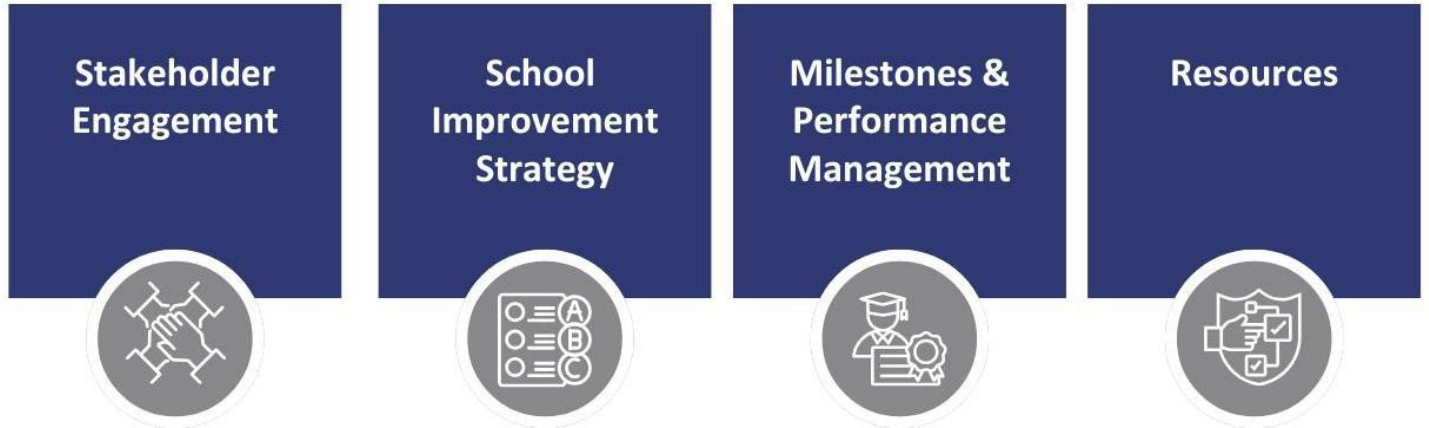 Stakeholder
Engagement
School
Improvement
Strategy
Milestones &
Performance
Management
Resources
A
B
C